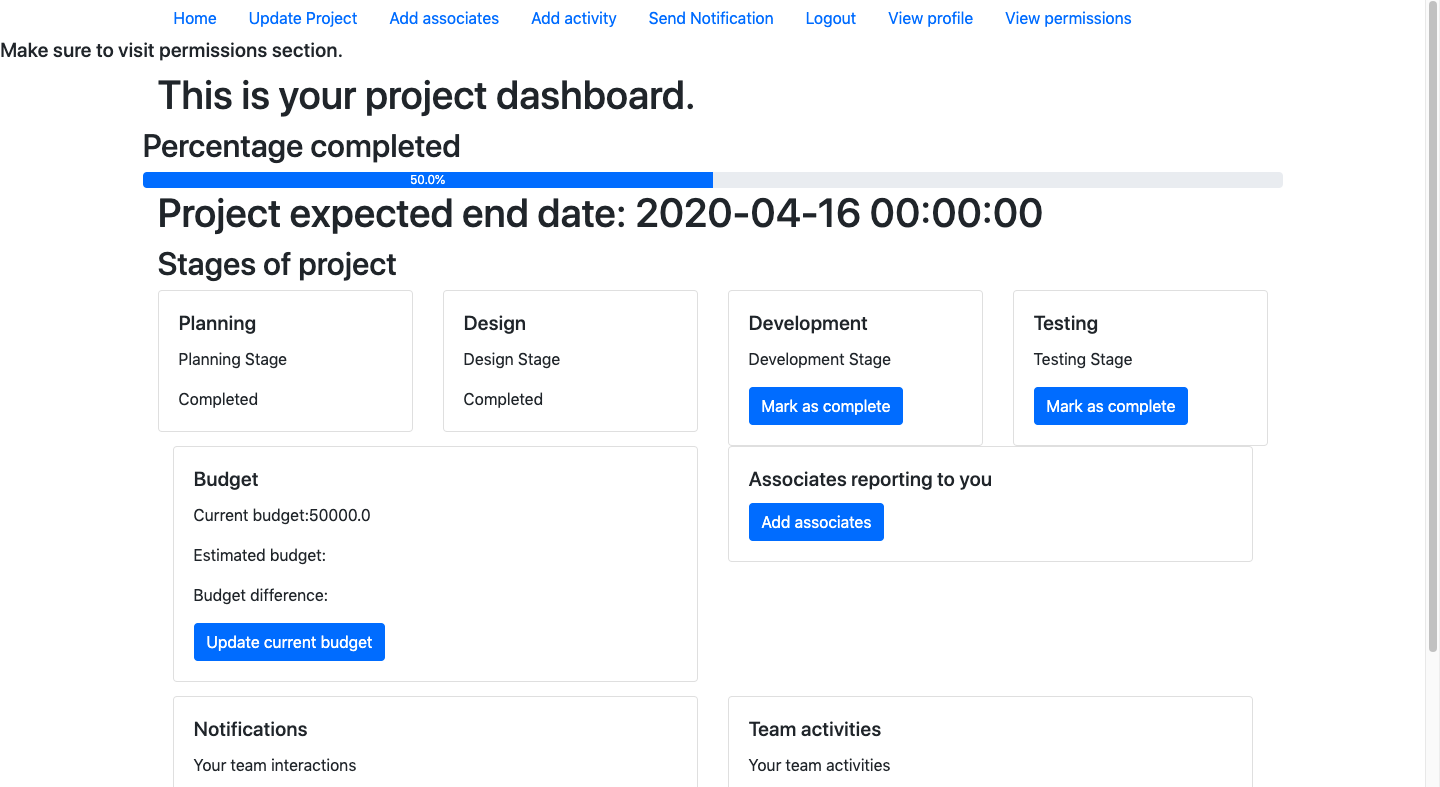 Home Update Project Add associates Add activity Send Notification Logout View profile View permissions
Make sure to visit permissions section.
This is your project dashboard.
Percentage completed
50.0%
Project expected end date: 2020-04-16 00:00:00
Stages of project
Planning
Planning Stage
Completed
Design
Design Stage
Completed
Development
Development Stage
Mark as complete
Testing
Testing Stage
Mark as complete
Budget
Current budget:50000.0
Estimated budget:
Budget difference:
Update current budget
Associates reporting to you
Add associates
Notifications
Your team interactions
Team activities
Your team activities